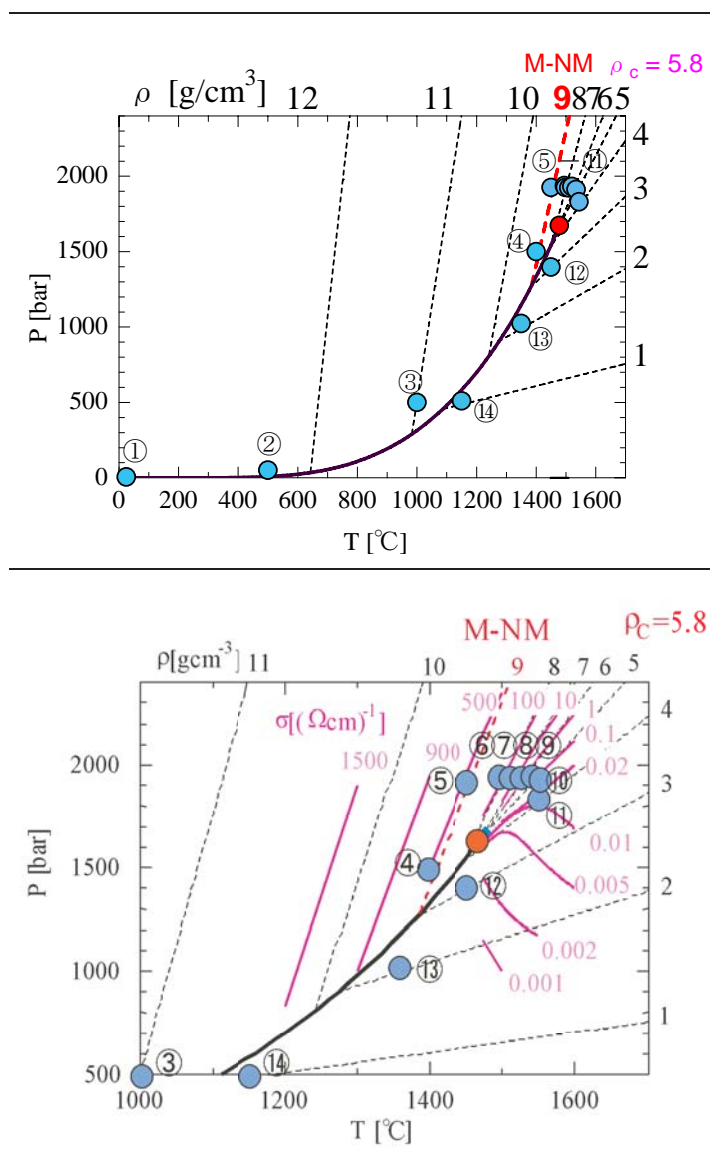 M-NM ρc = 5.8
ρ [g/cm³] 12 11 10 9 8 7 6 5
4
⑤—⑪
2000
3
④
1500
⑫
2
P [bar]
1000
⑬
1
③
500
⑭
②
①
0
0 200 400 600 800 1000 1200 1400 1600
T [℃]
M-NM ρC=5.8
ρ[gcm⁻³] 11 10 9 8 7 6 5
4
500 100 10 1
σ[(Ωcm)⁻¹]
⑥ ⑦ ⑧ ⑨ 0.1
1500 900
2000 0.02
⑤ ⑩ 3
⑪
0.01
P [bar]
1500
④
⑫ 0.005
2
0.002
1000
⑬
0.001
1
③ ⑭
500
1000 1200 1400 1600
T [℃]